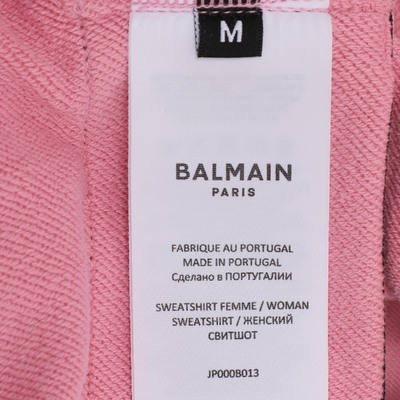 M
BALMAIN
PARIS
FABRIQUE AU PORTUGAL
MADE IN PORTUGAL
Сделано в ПОРТУГАЛИИ
SWEATSHIRT FEMME / WOMAN
SWEATSHIRT / ЖЕНСКИЙ
СВИТШОТ
JP000B013